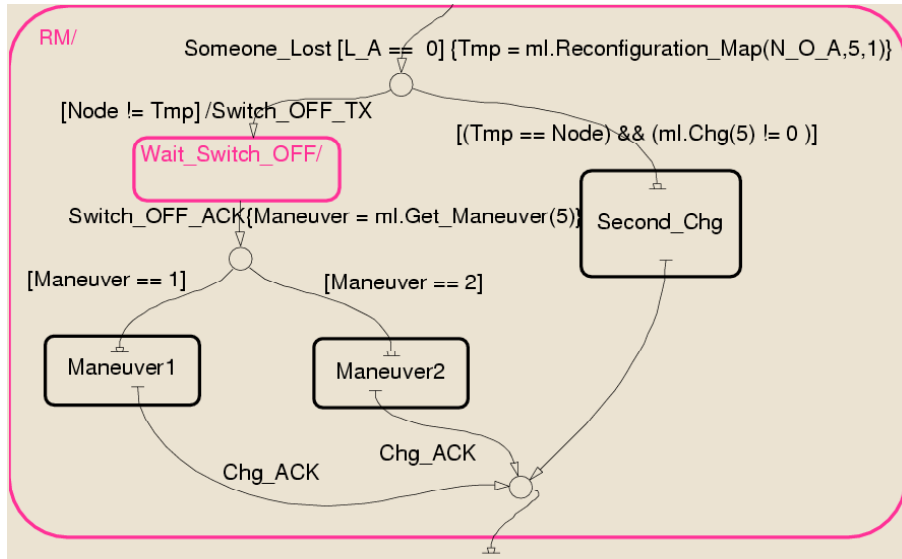 RM/
Someone_Lost [L_A == 0] {Tmp = ml.Reconfiguration_Map(N_O_A,5,1)}
[Node != Tmp] /Switch_OFF_TX
[(Tmp == Node) && (ml.Chg(5) != 0 )]
Wait_Switch_OFF/
Switch_OFF_ACK{Maneuver = ml.Get_Maneuver(5)}
Second_Chg
[Maneuver == 1]
[Maneuver == 2]
Maneuver1
Maneuver2
Chg_ACK
Chg_ACK